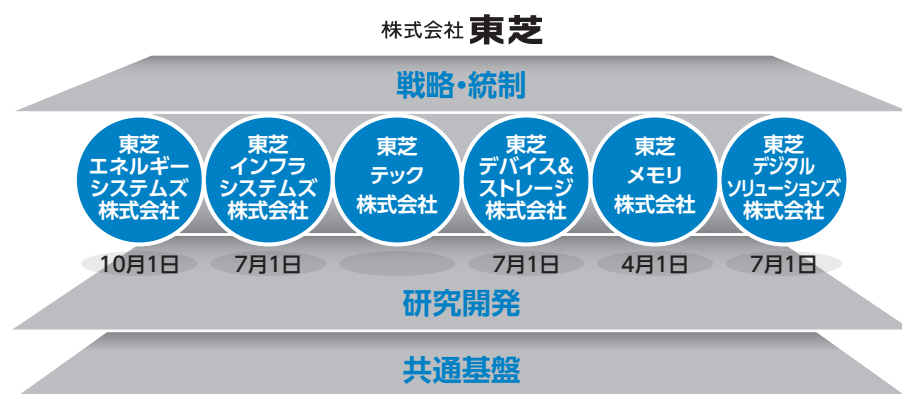 株式会社 東芝
戦略・統制
東芝
エネルギー
システムズ
株式会社
東芝
インフラ
システムズ
株式会社
東芝
テック
株式会社
東芝
デバイス&
ストレージ
株式会社
東芝
メモリ
株式会社
東芝
デジタル
ソリューションズ
株式会社
10月1日
7月1日
7月1日
4月1日
7月1日
研究開発
共通基盤